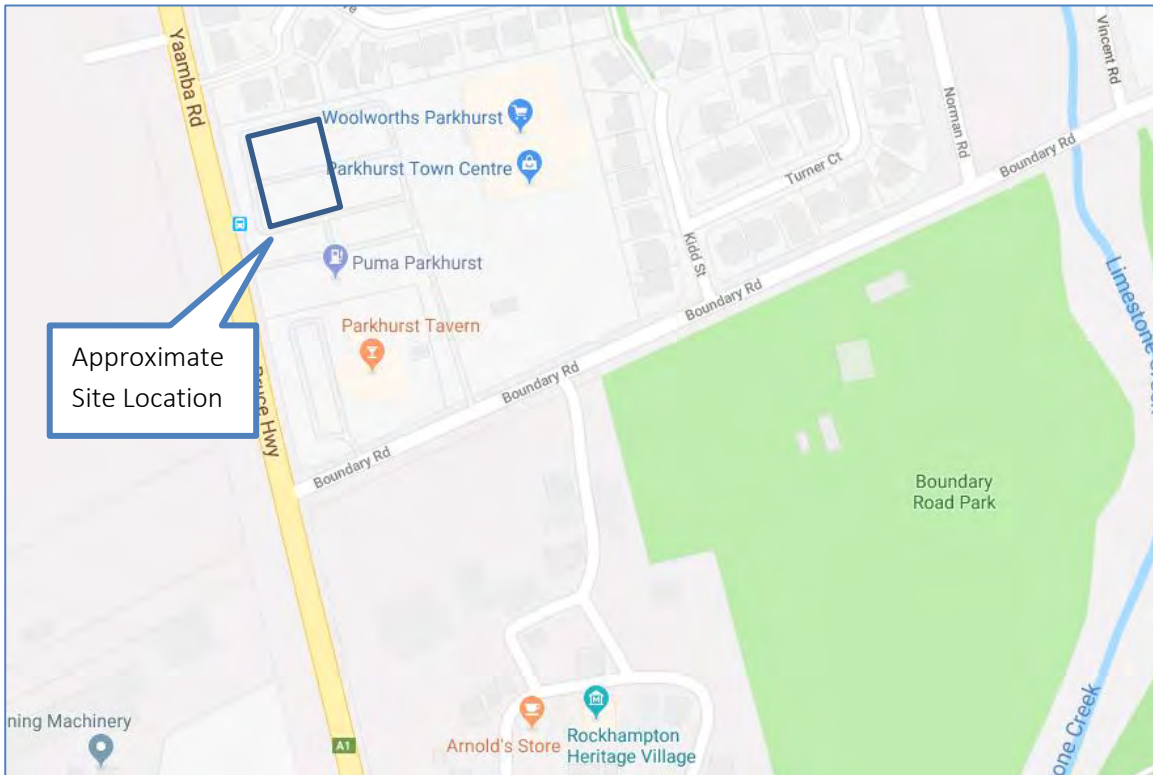 Yaamba Rd
Vincent Rd
Woolworths Parkhurst
Norman Rd
Parkhurst Town Centre
Boundary Rd
Turner Ct
Kidd St
Puma Parkhurst
Limestone Creek
Boundary Rd
Parkhurst Tavern
Approximate
Site Location
Bruce Hwy
Boundary Rd
Boundary Rd
Boundary
Road Park
ning Machinery
A1
Arnold's Store
Rockhampton
Heritage Village
one Creek